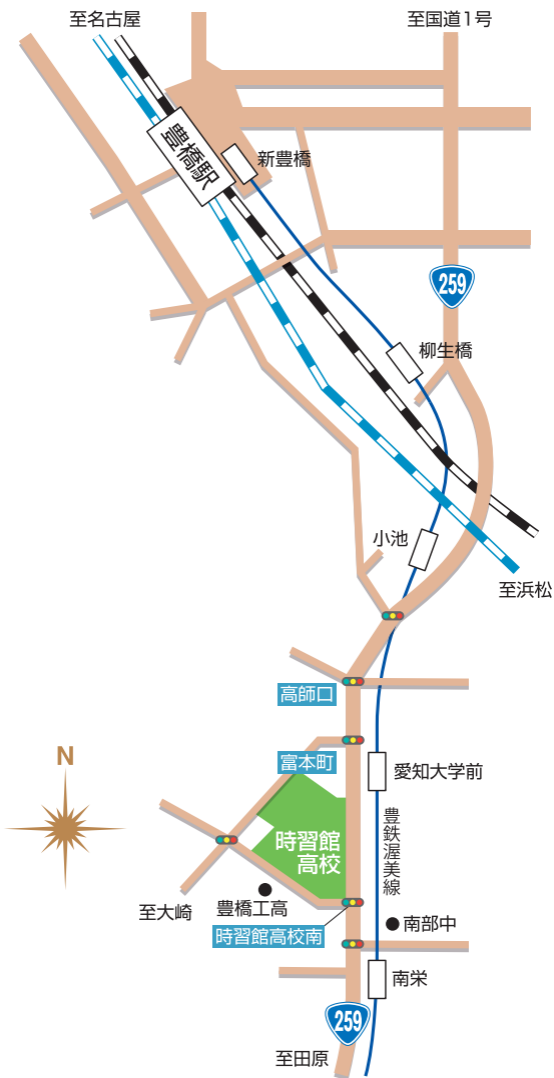 至名古屋
至国道1号
豊橋駅
新豊橋
259
柳生橋
小池
至浜松
高師口
富本町
愛知大学前
N
豊鉄渥美線
時習館
高校
至大崎
豊橋工高
南部中
時習館高校南
南栄
259
至田原